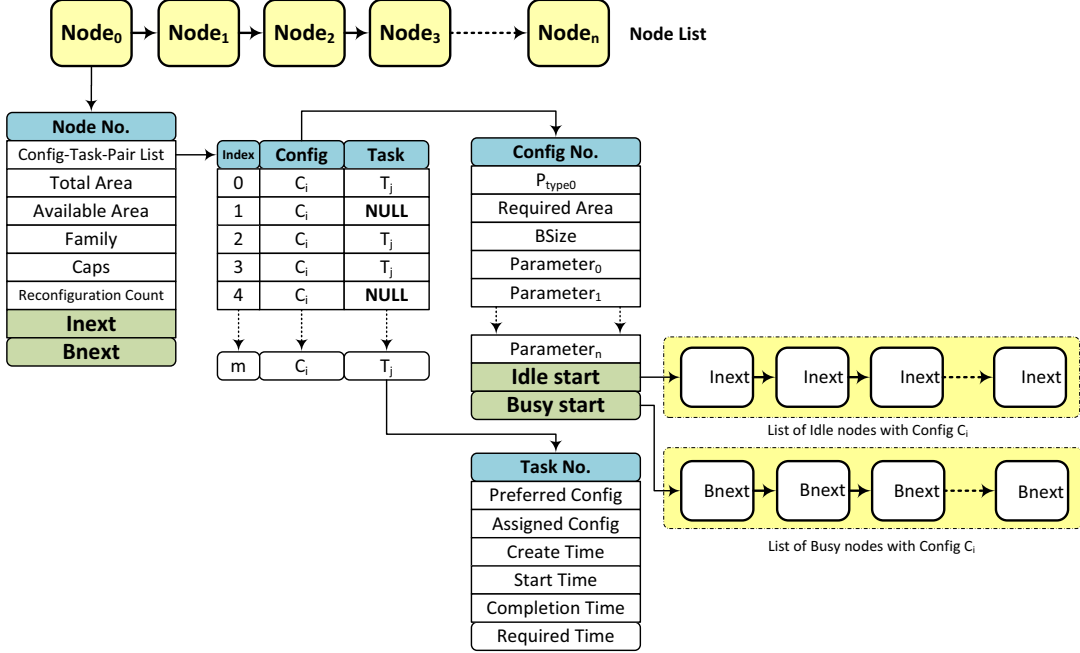 Node₀ Node₁ Node₂ Node₃ Nodeₙ Node List
Node No.
Config-Task-Pair List
Total Area
Available Area
Family
Caps
Reconfiguration Count
Inext
Bnext
Index Config Task
0 Cᵢ Tⱼ
1 Cᵢ NULL
2 Cᵢ Tⱼ
3 Cᵢ Tⱼ
4 Cᵢ NULL
m Cᵢ Tⱼ
Config No.
Pₜᵧₚₑ₀
Required Area
BSize
Parameter₀
Parameter₁
Parameterₙ
Idle start
Busy start
Inext Inext Inext Inext
List of Idle nodes with Config Cᵢ
Bnext Bnext Bnext Bnext
List of Busy nodes with Config Cᵢ
Task No.
Preferred Config
Assigned Config
Create Time
Start Time
Completion Time
Required Time